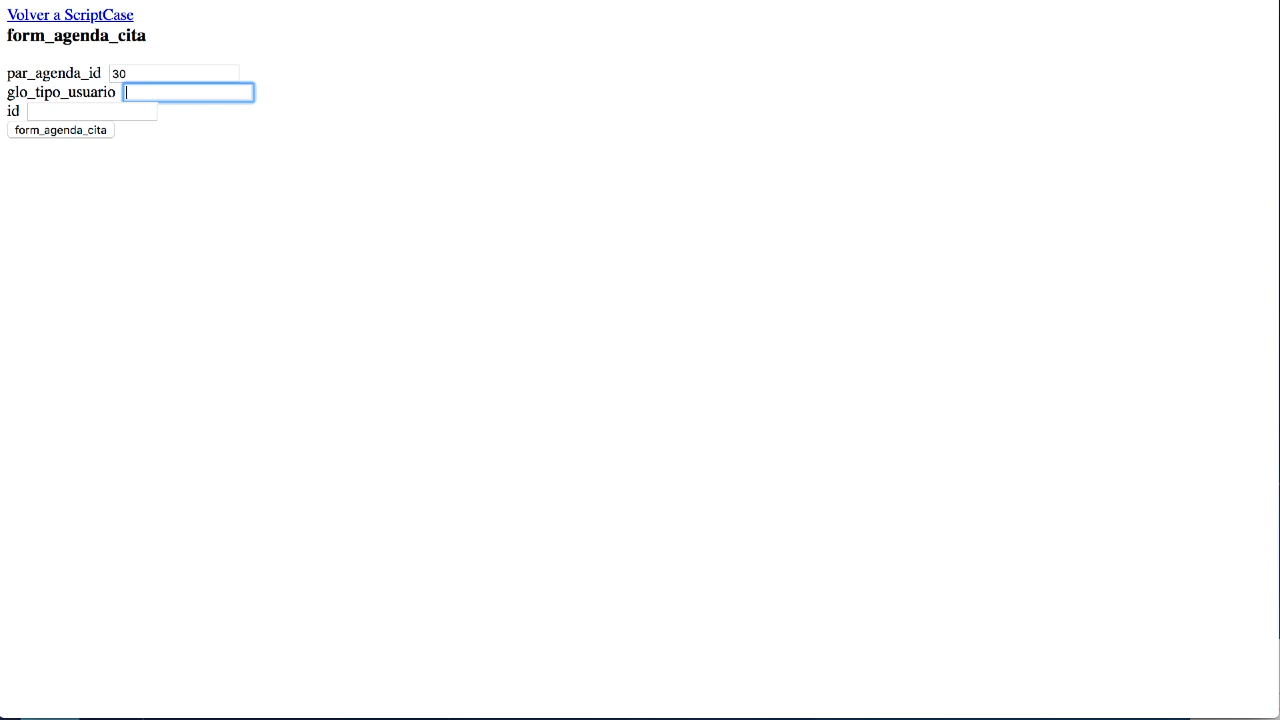 Volver a ScriptCase
form_agenda_cita
par_agenda_id 30
glo_tipo_usuario
id
form_agenda_cita